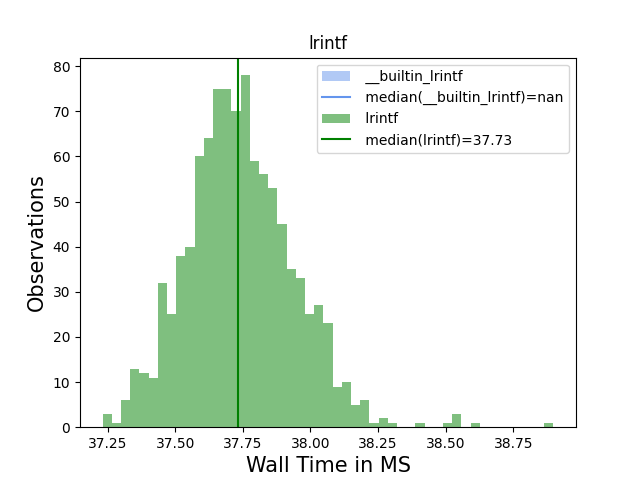 lrintf
Observations
80
70
60
50
40
30
20
10
0
__builtin_lrintf
median(__builtin_lrintf)=nan
lrintf
median(lrintf)=37.73
37.25 37.50 37.75 38.00 38.25 38.50 38.75
Wall Time in MS